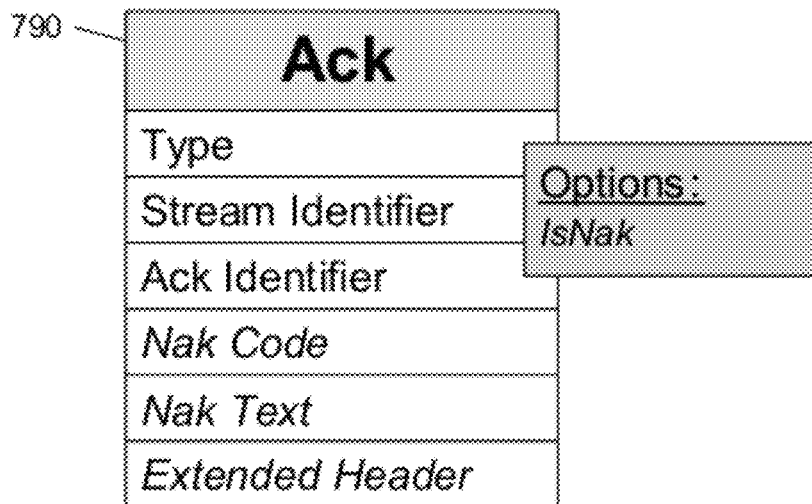 790
Ack
Type
Stream Identifier
Ack Identifier
Nak Code
Nak Text
Extended Header
Options:
IsNak